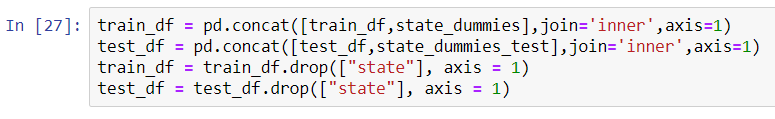 In [27]: train_df = pd.concat([train_df,state_dummies],join='inner',axis=1)
test_df = pd.concat([test_df,state_dummies_test],join='inner',axis=1)
train_df = train_df.drop(["state"], axis = 1)
test_df = test_df.drop(["state"], axis = 1)